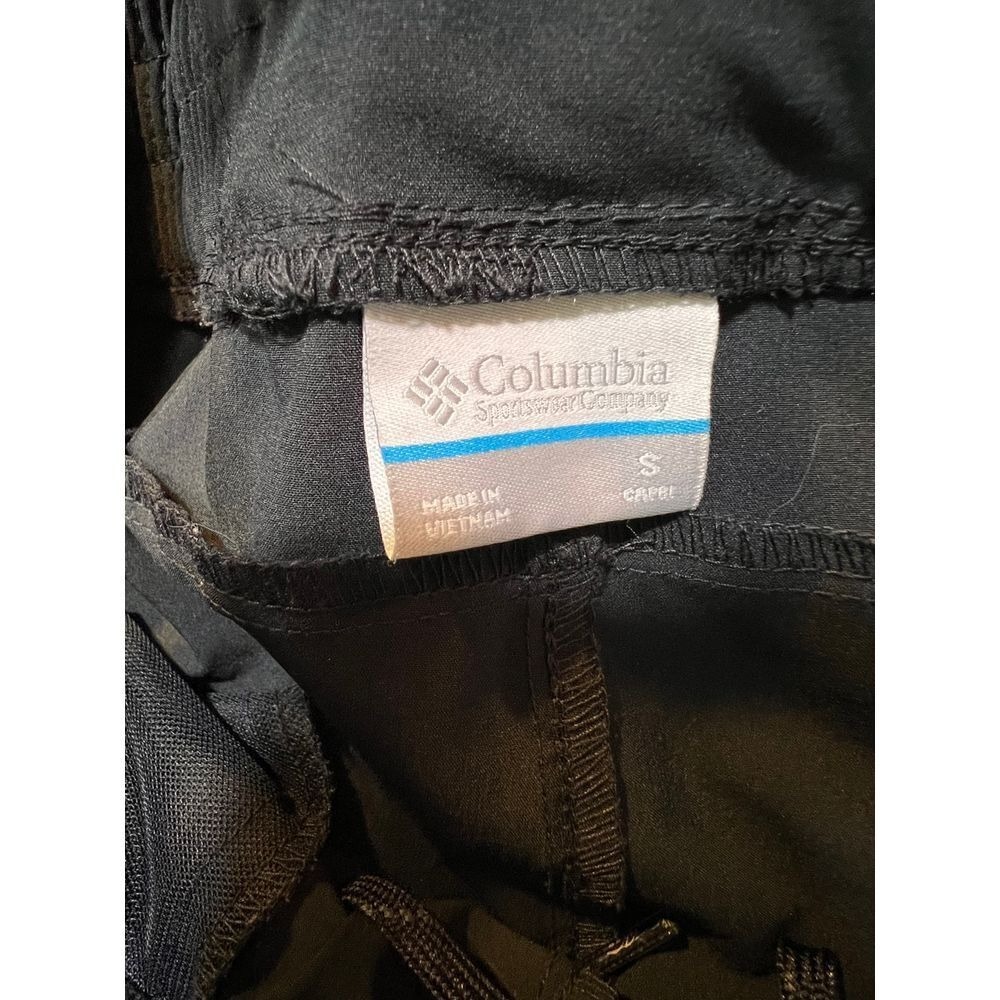 Columbia
Sportswear Company
S
CAPRI
MADE IN
VIETNAM